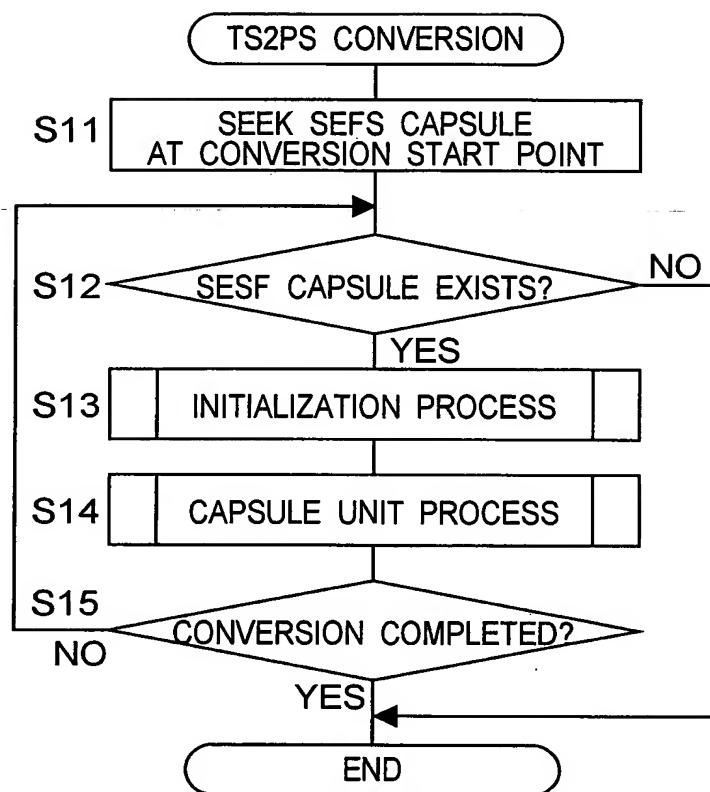 TS2PS CONVERSION
S11
SEEK SEFS CAPSULE
AT CONVERSION START POINT
S12
SESF CAPSULE EXISTS?
NO
YES
S13
INITIALIZATION PROCESS
S14
CAPSULE UNIT PROCESS
S15
CONVERSION COMPLETED?
NO
YES
END